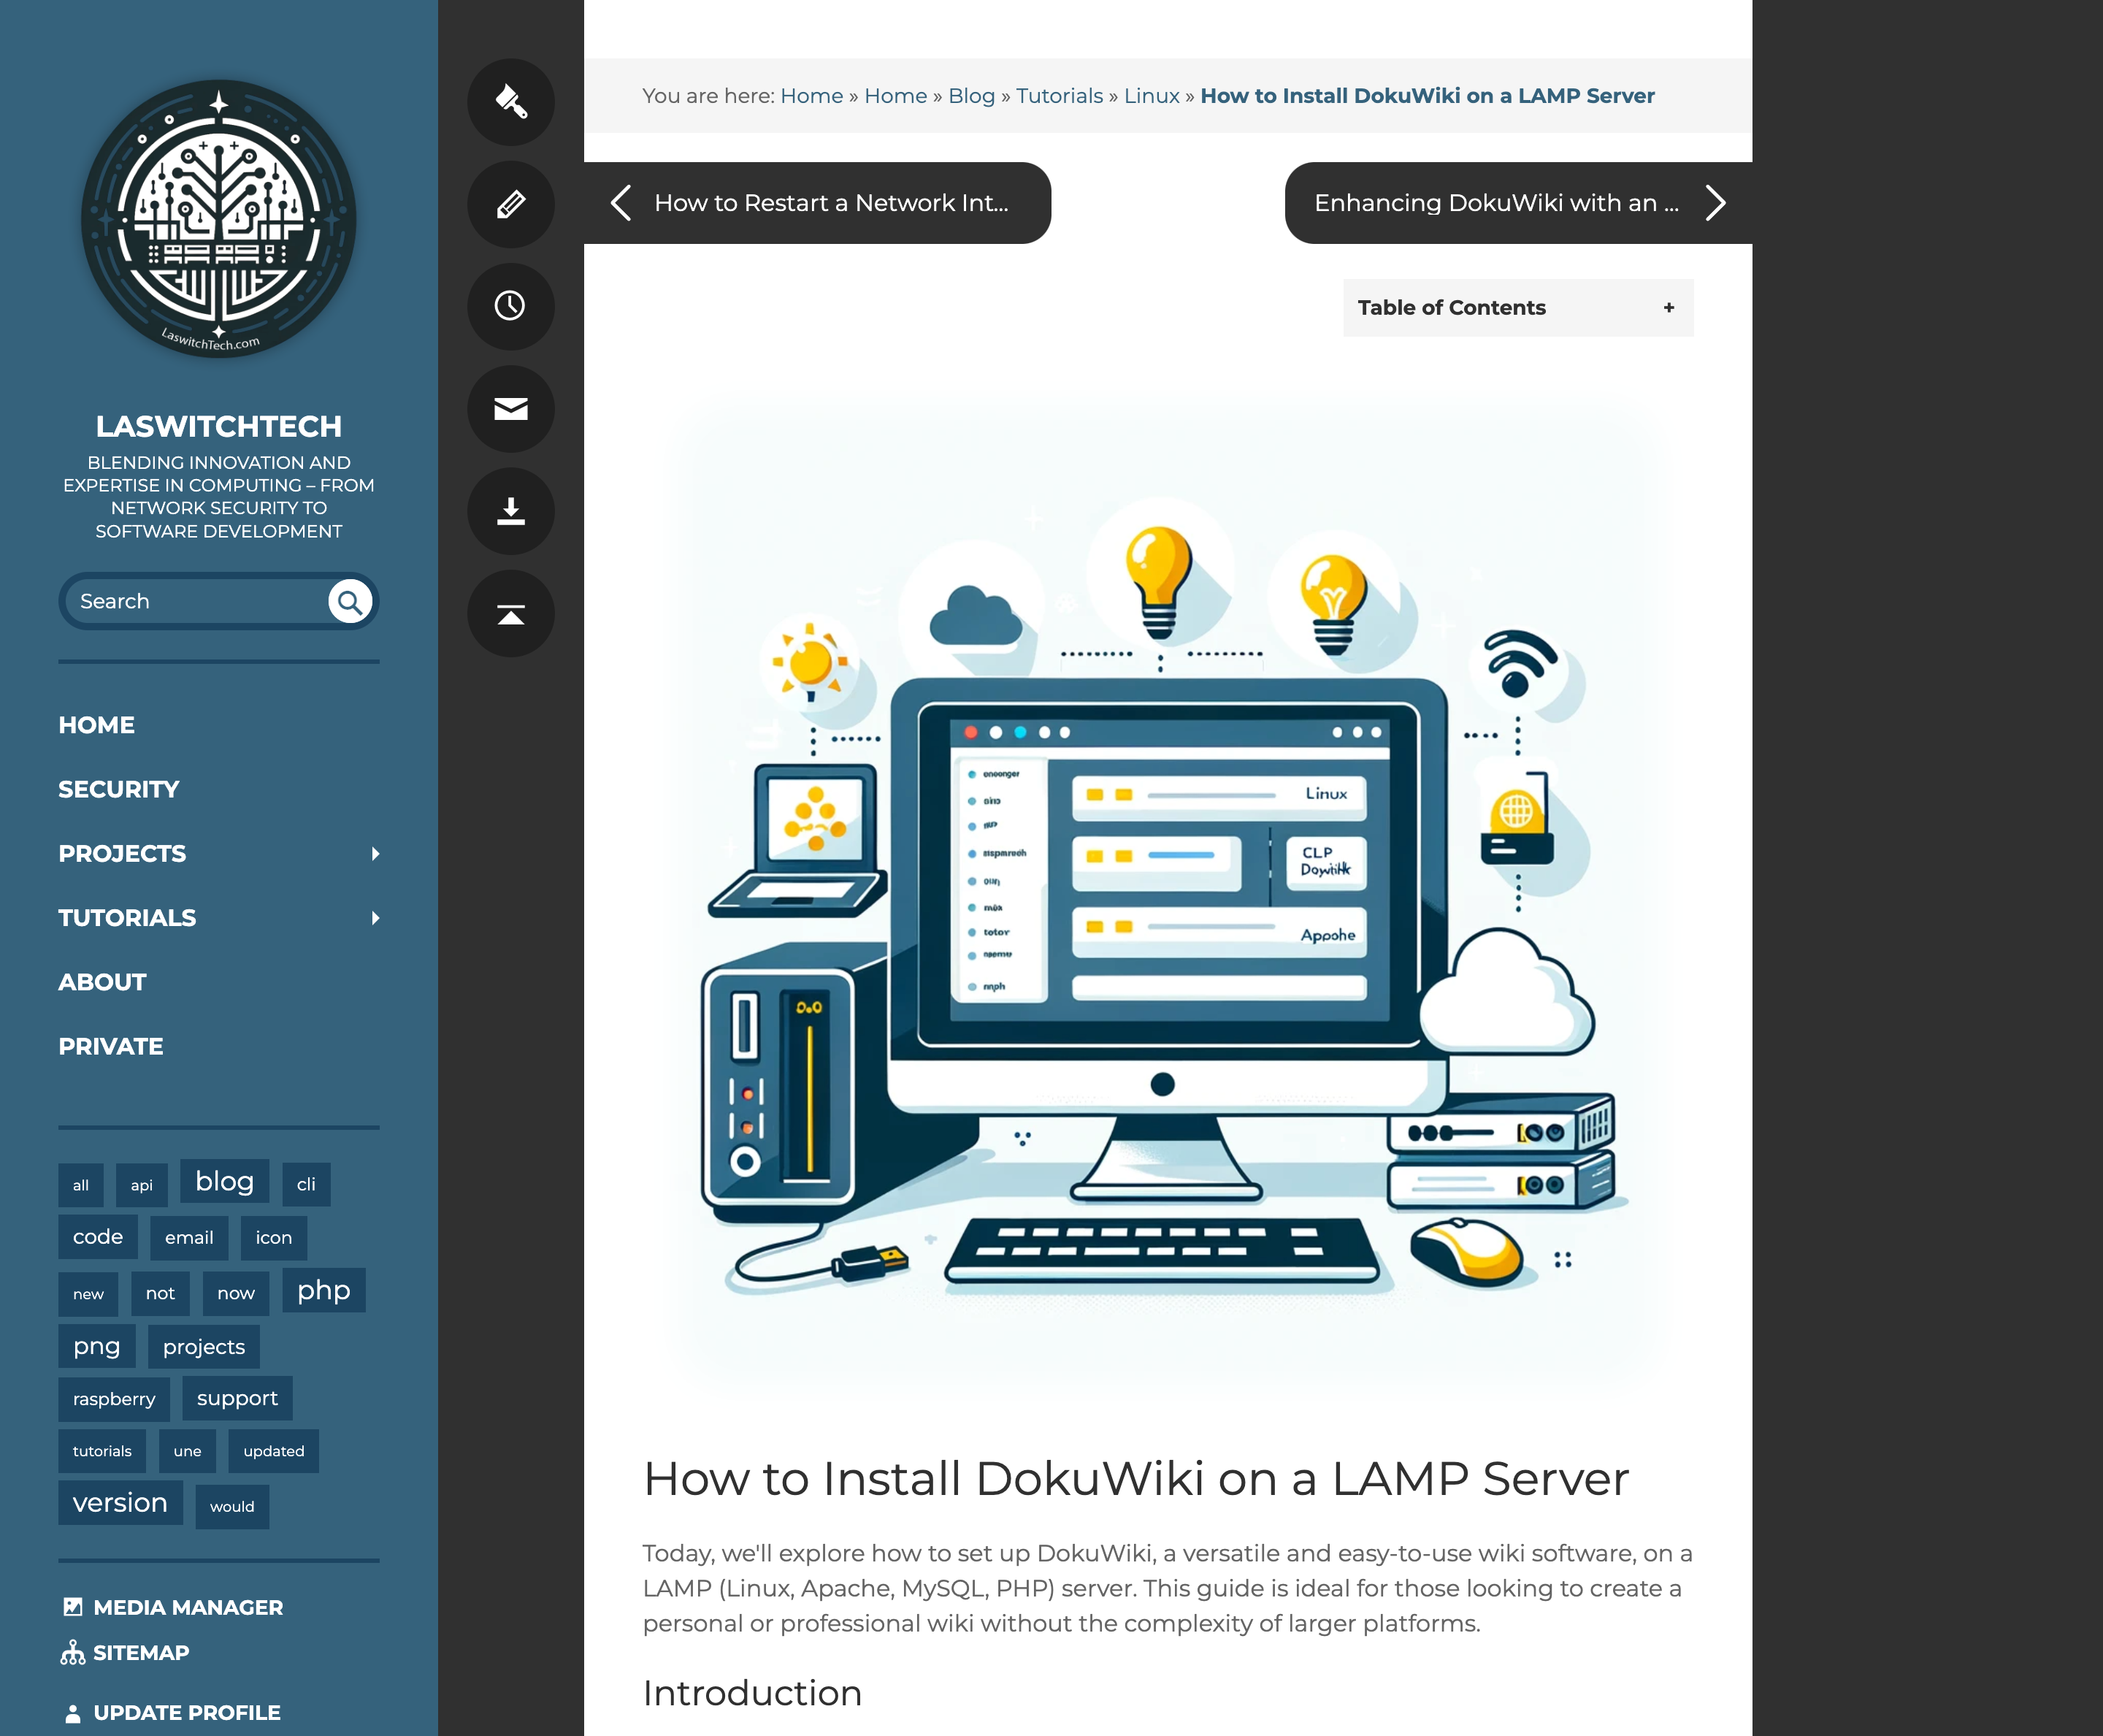 LaswitchTech.com
LASWITCHTECH
BLENDING INNOVATION AND
EXPERTISE IN COMPUTING – FROM
NETWORK SECURITY TO
SOFTWARE DEVELOPMENT
Search
HOME
SECURITY
PROJECTS
TUTORIALS
ABOUT
PRIVATE
all api blog cli
code email icon
new not now php
png projects
raspberry support
tutorials une updated
version would
MEDIA MANAGER
SITEMAP
UPDATE PROFILE
You are here: Home » Home » Blog » Tutorials » Linux » How to Install DokuWiki on a LAMP Server
How to Restart a Network Int...
Enhancing DokuWiki with an ...
Table of Contents +
Linux
CLP
Appohe
How to Install DokuWiki on a LAMP Server
Today, we'll explore how to set up DokuWiki, a versatile and easy-to-use wiki software, on a
LAMP (Linux, Apache, MySQL, PHP) server. This guide is ideal for those looking to create a
personal or professional wiki without the complexity of larger platforms.
Introduction